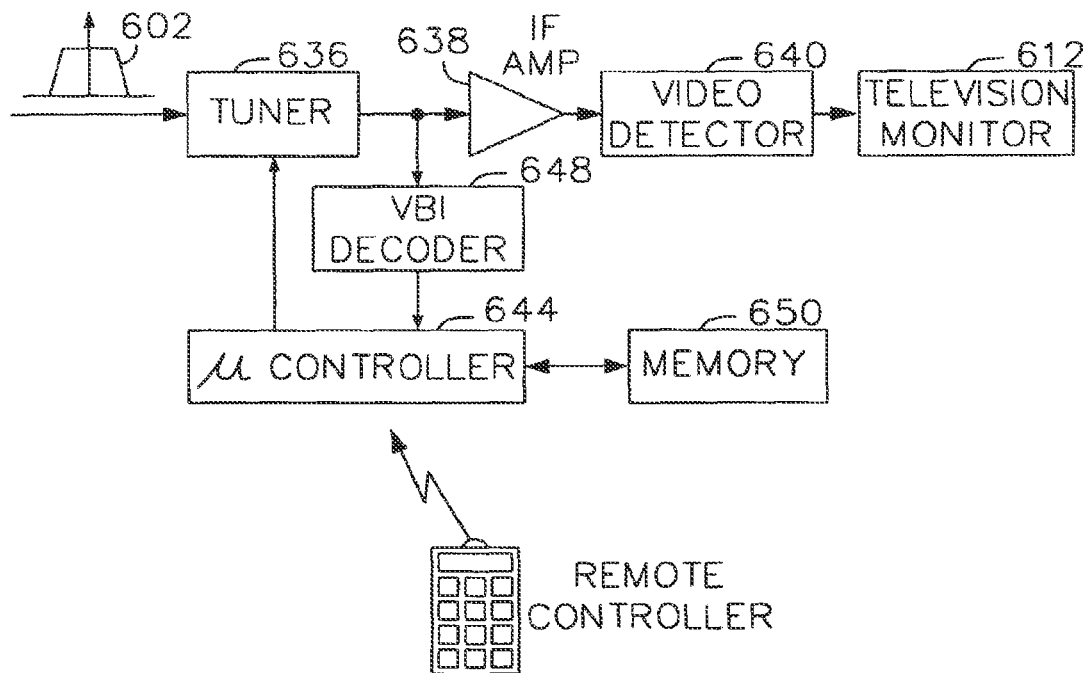 602
636
TUNER
638
IF
AMP
640
VIDEO
DETECTOR
612
TELEVISION
MONITOR
648
VBI
DECODER
644
μ CONTROLLER
650
MEMORY
REMOTE
CONTROLLER